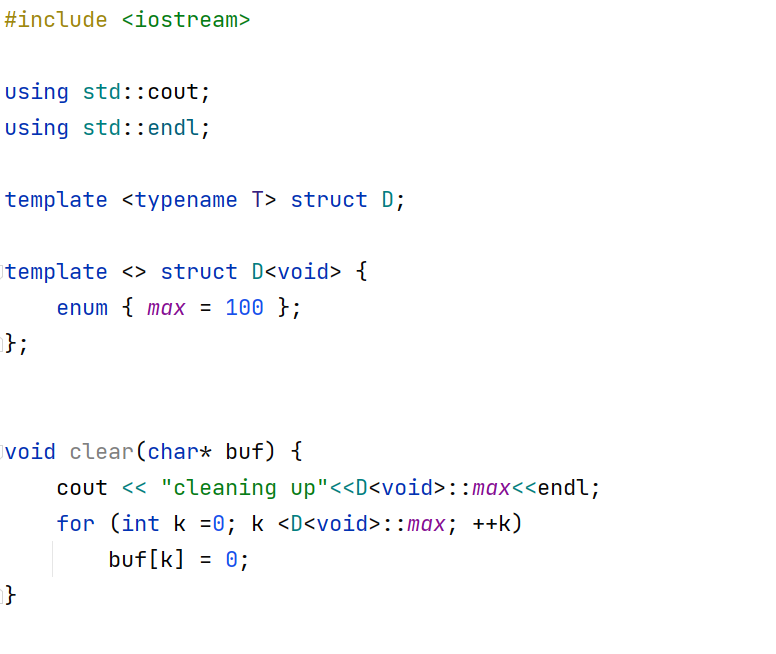 #include <iostream>
using std::cout;
using std::endl;
template <typename T> struct D;
template <> struct D<void> {
    enum { max = 100 };
};
void clear(char* buf) {
    cout << "cleaning up"<<D<void>::max<<endl;
    for (int k =0; k <D<void>::max; ++k)
        buf[k] = 0;
}